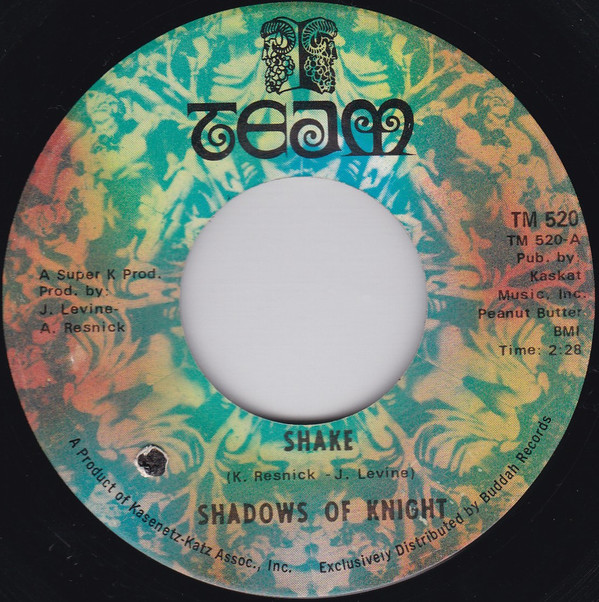 TEAM
TM 520
TM 520-A
Pub. by
Kaskat
Music, Inc.
Peanut Butter
BMI
Time: 2:28
A Super K Prod.
Prod. by:
J. Levine-
A. Resnick
SHAKE
(K. Resnick - J. Levine)
SHADOWS OF KNIGHT
A Product of Kasenetz-Katz Assoc., Inc.
Exclusively Distributed by Buddah Records